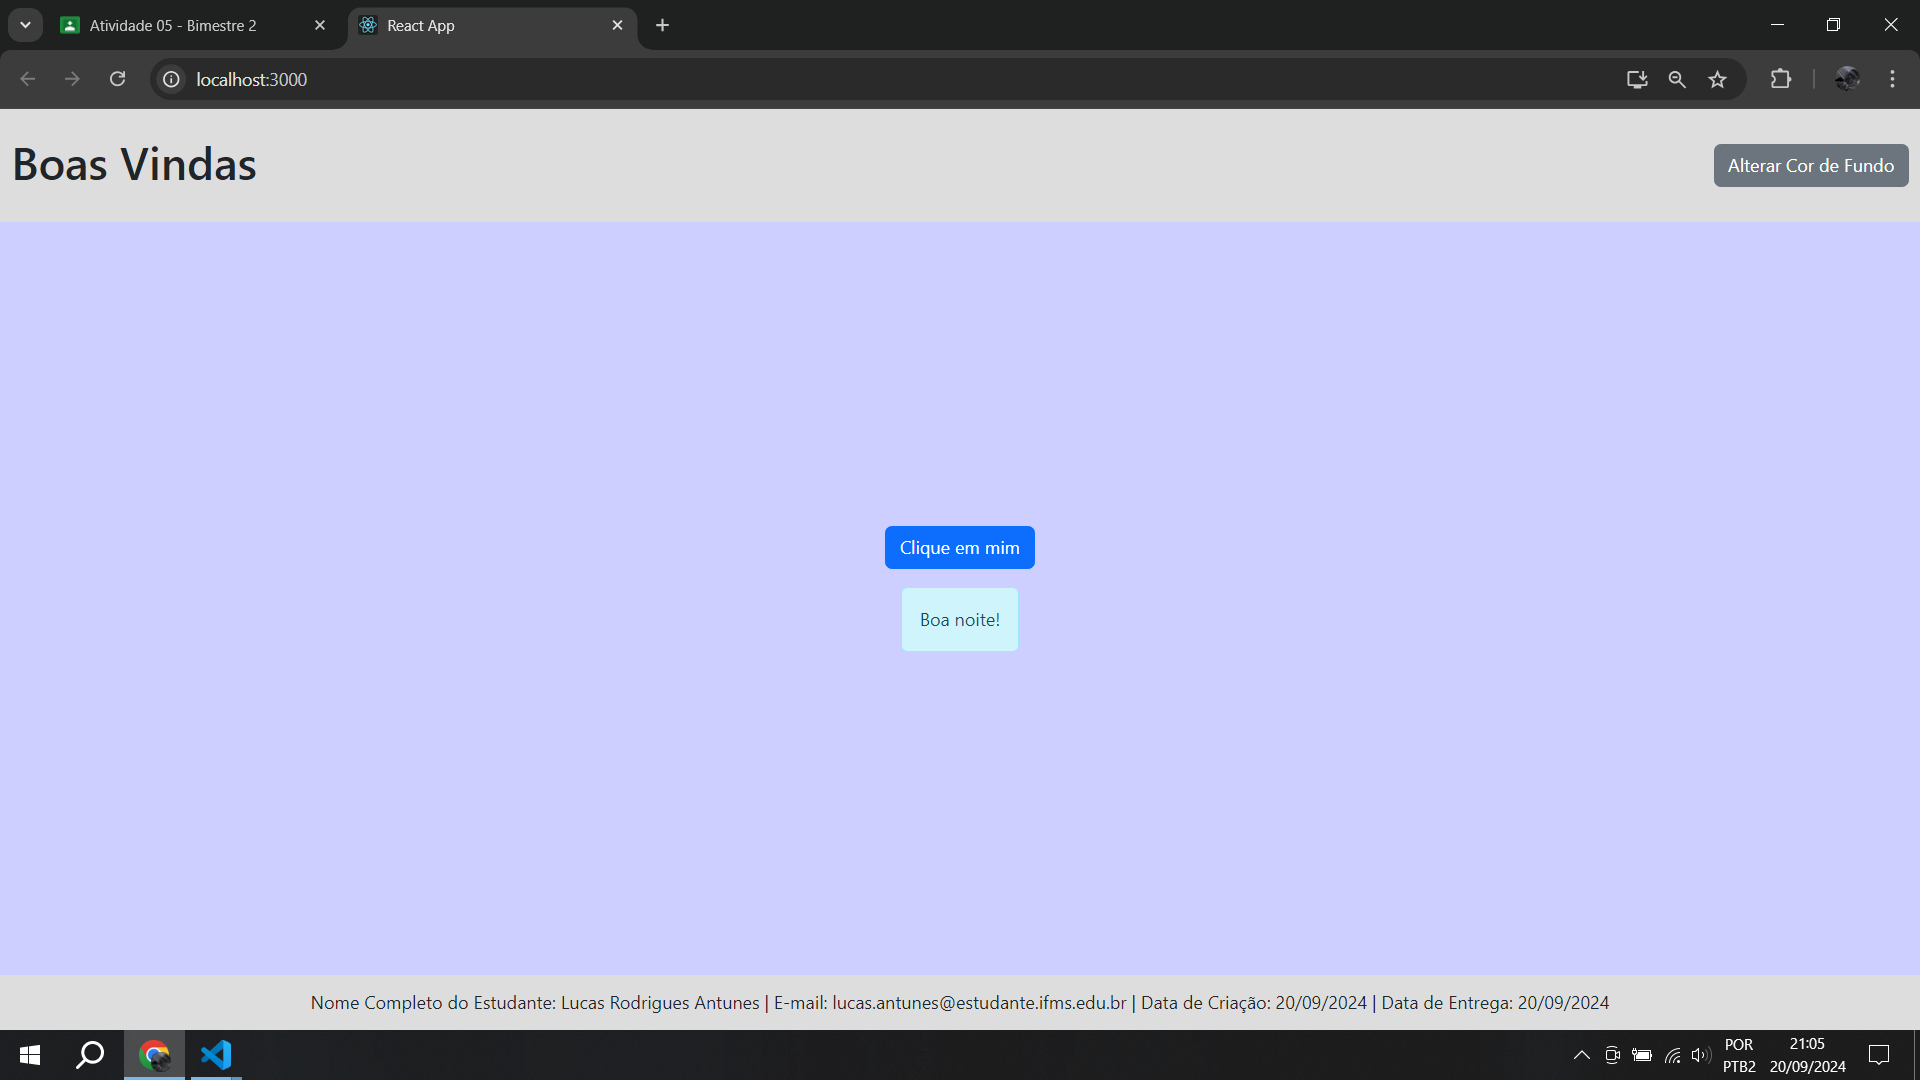 Atividade 05 - Bimestre 2
React App
localhost:3000
Boas Vindas
Alterar Cor de Fundo
Clique em mim
Boa noite!
Nome Completo do Estudante: Lucas Rodrigues Antunes | E-mail: lucas.antunes@estudante.ifms.edu.br | Data de Criação: 20/09/2024 | Data de Entrega: 20/09/2024
POR 21:05
PTB2 20/09/2024